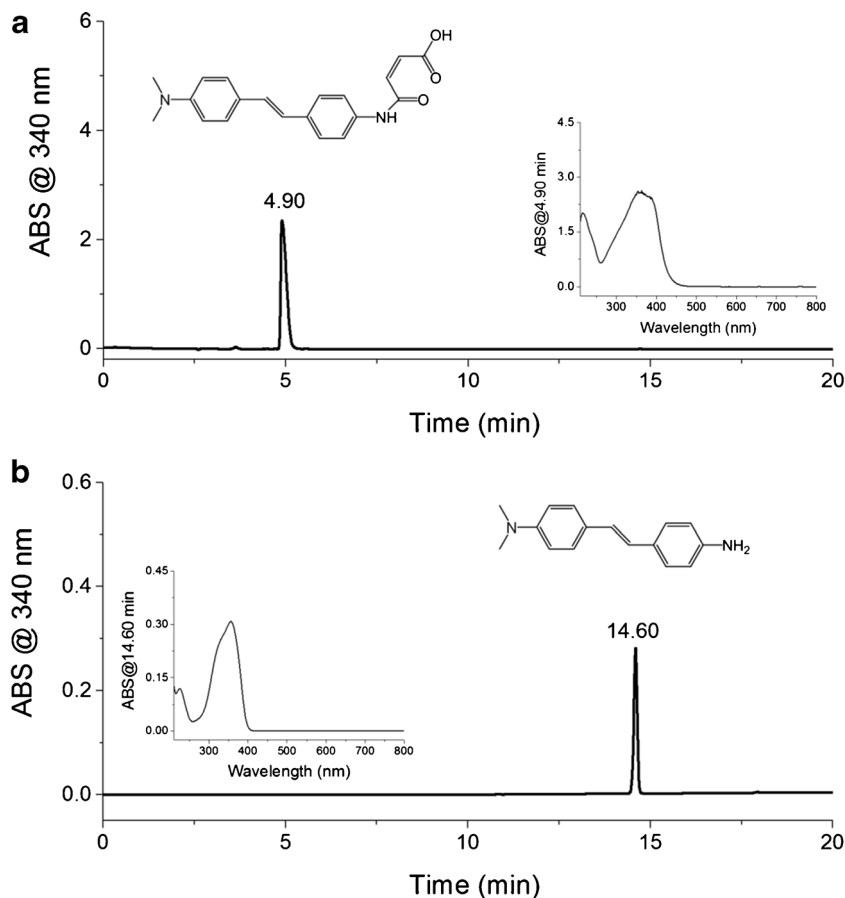 a
ABS @ 340 nm
6
4
2
0
0 5 10 15 20
Time (min)
4.90
N
NH
O
O
OH
ABS@4.90 min
4.5
3.0
1.5
0.0
300 400 500 600 700 800
Wavelength (nm)
b
ABS @ 340 nm
0.6
0.4
0.2
0.0
0 5 10 15 20
Time (min)
14.60
N
NH2
ABS@14.60 min
0.45
0.30
0.15
0.00
300 400 500 600 700 800
Wavelength (nm)